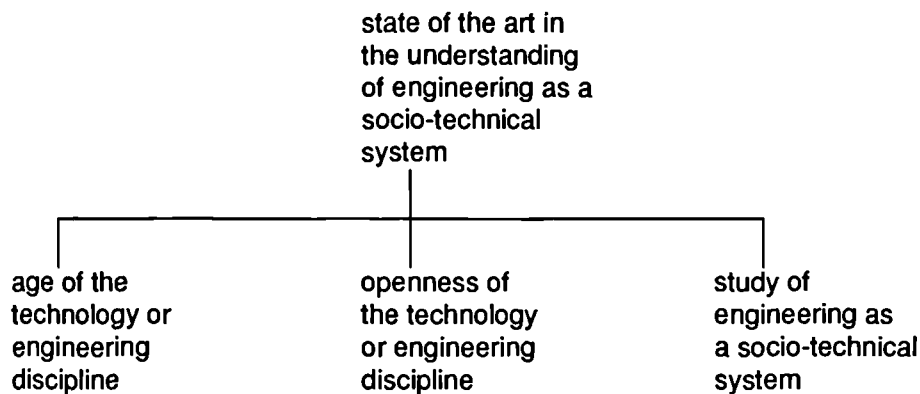 state of the art in
the understanding
of engineering as a
socio-technical
system
age of the
technology or
engineering
discipline
openness of
the technology
or engineering
discipline
study of
engineering as
a socio-technical
system